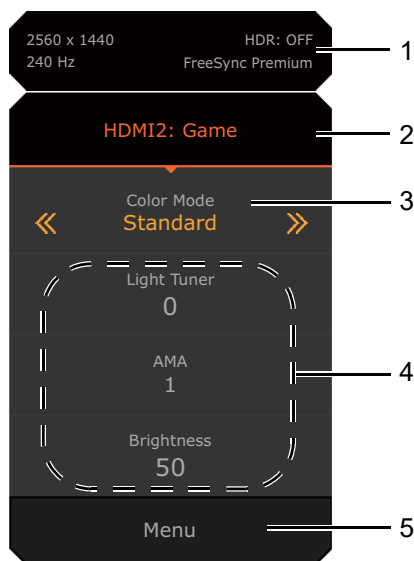 2560 x 1440 HDR: OFF
240 Hz FreeSync Premium
1
HDMI2: Game
2
Color Mode
3
Standard
Light Tuner
0
AMA
4
1
Brightness
50
Menu
5